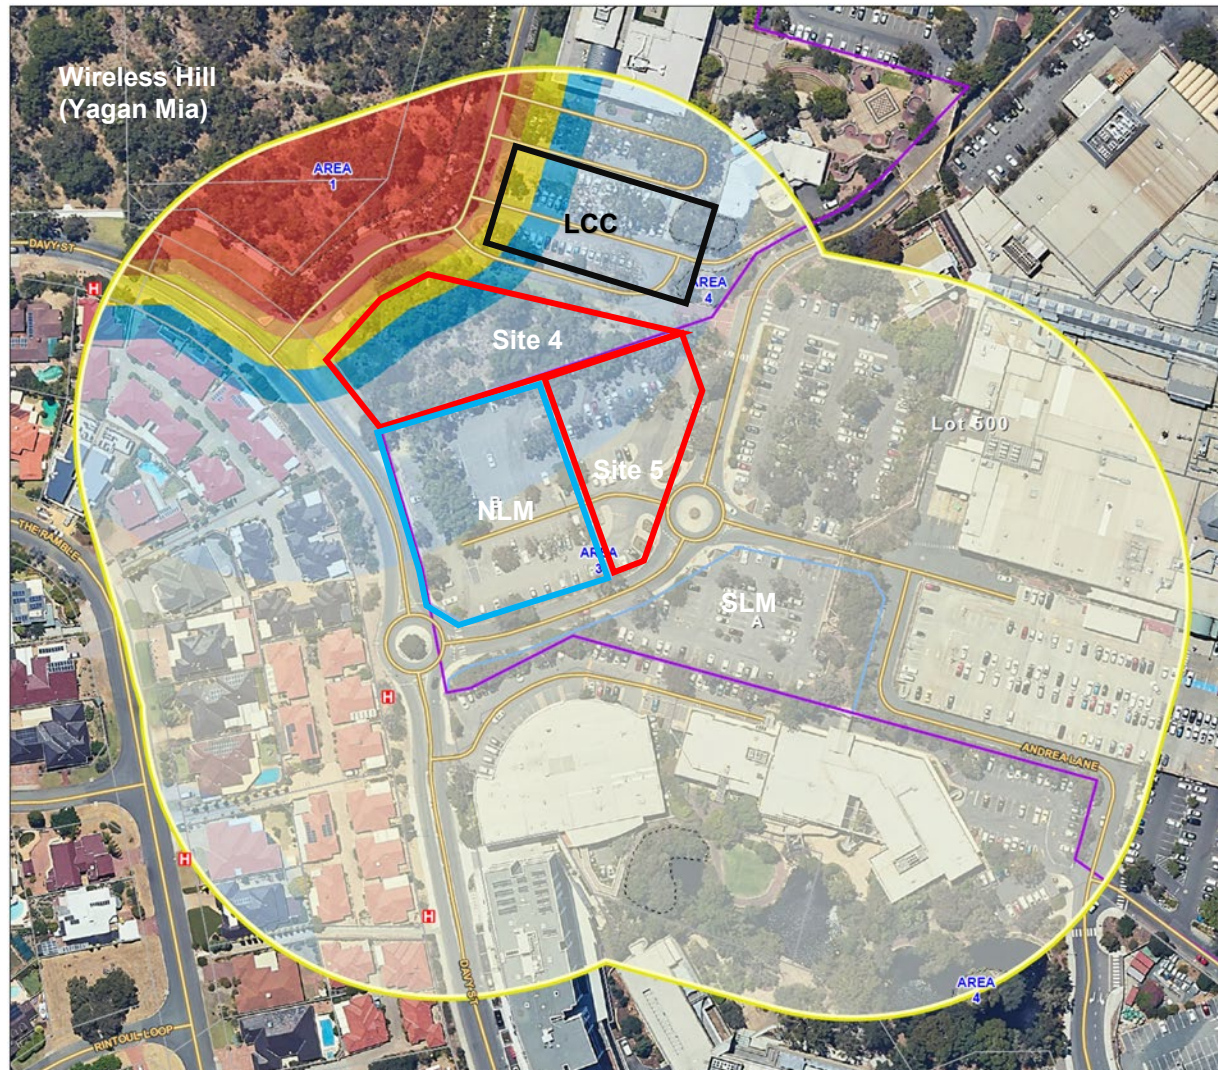 Wireless Hill
(Yagan Mia)
AREA
1
DAVY ST
H
LCC
AREA
4
Site 4
Lot 500
Site 5
B
NLM
AREA
3
THE RAMBLE
SLM
A
H
ANDREA LANE
H
H
DAVY ST
AREA
4
RINTOUL LOOP